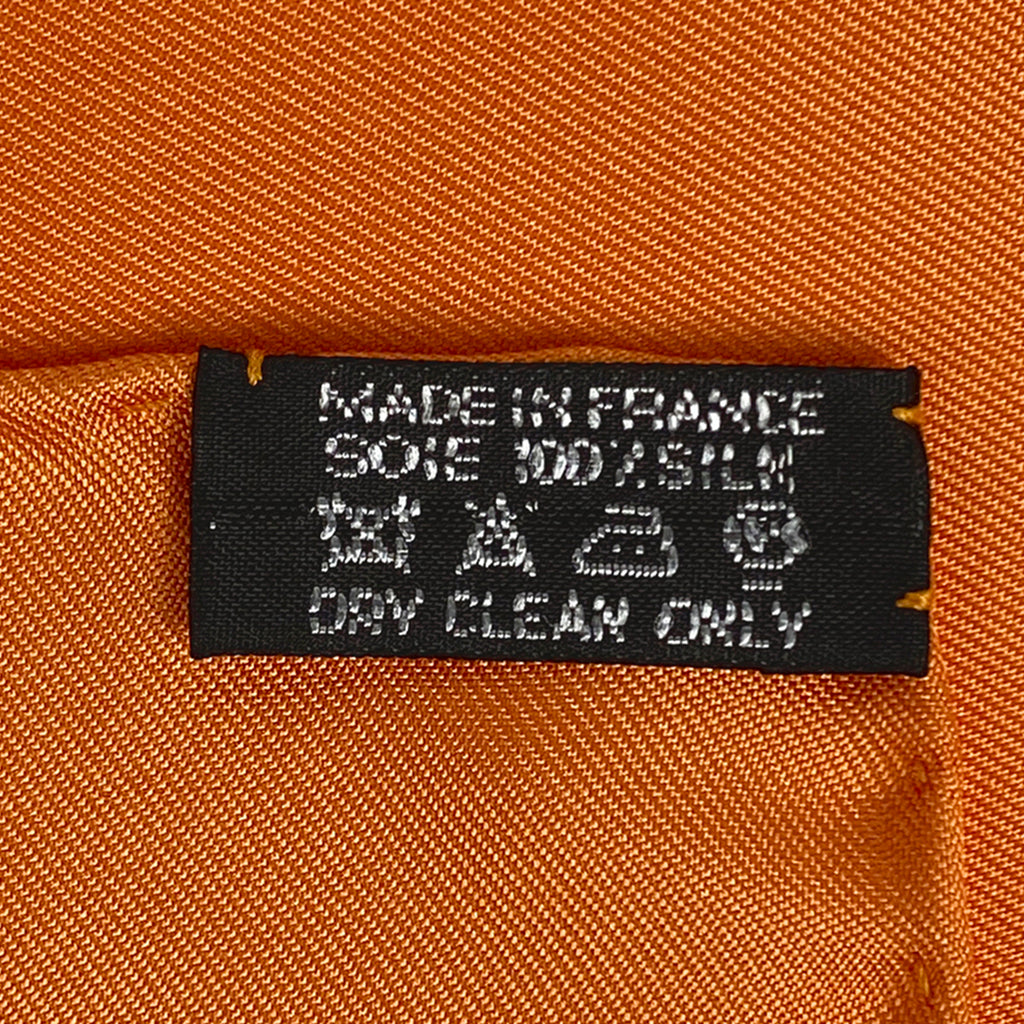 MADE IN FRANCE
SOIE 100% SILK
P
DRY CLEAN ONLY